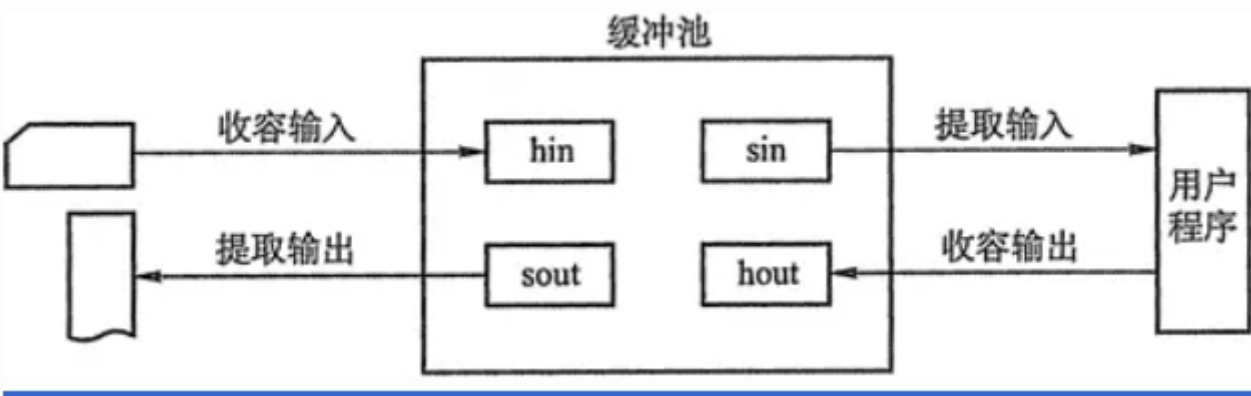 缓冲池
收容输入
hin
sin
提取输入
用户
程序
提取输出
sout
hout
收容输出